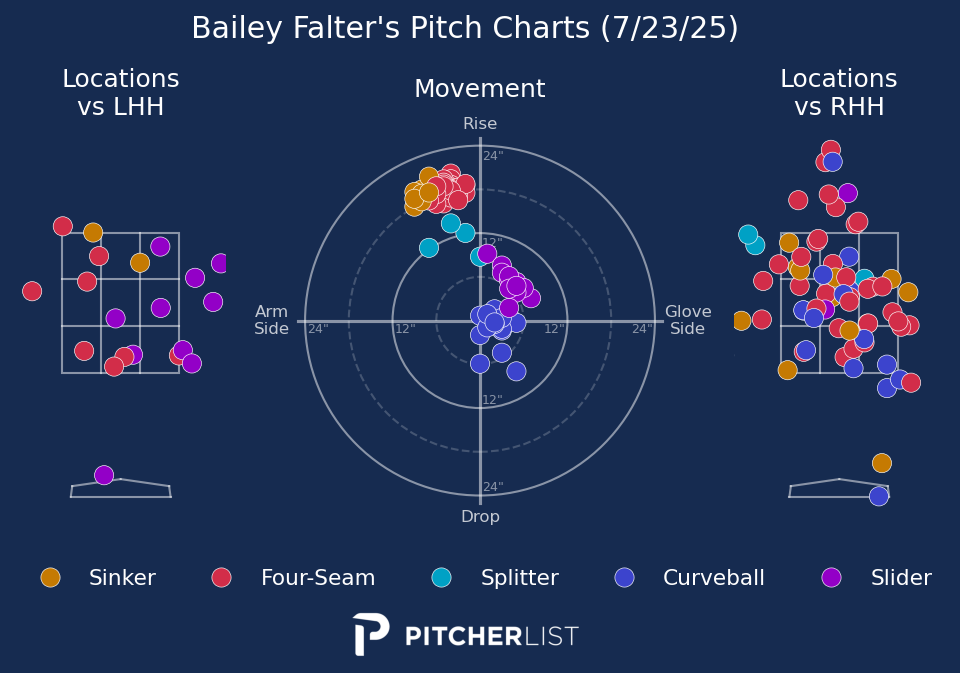 Bailey Falter's Pitch Charts (7/23/25)
Locations
vs LHH
Movement
Locations
vs RHH
Rise
24"
12"
Arm
Side
24"
12"
12"
24"
Glove
Side
12"
24"
Drop
Sinker
Four-Seam
Splitter
Curveball
Slider
PITCHERLIST